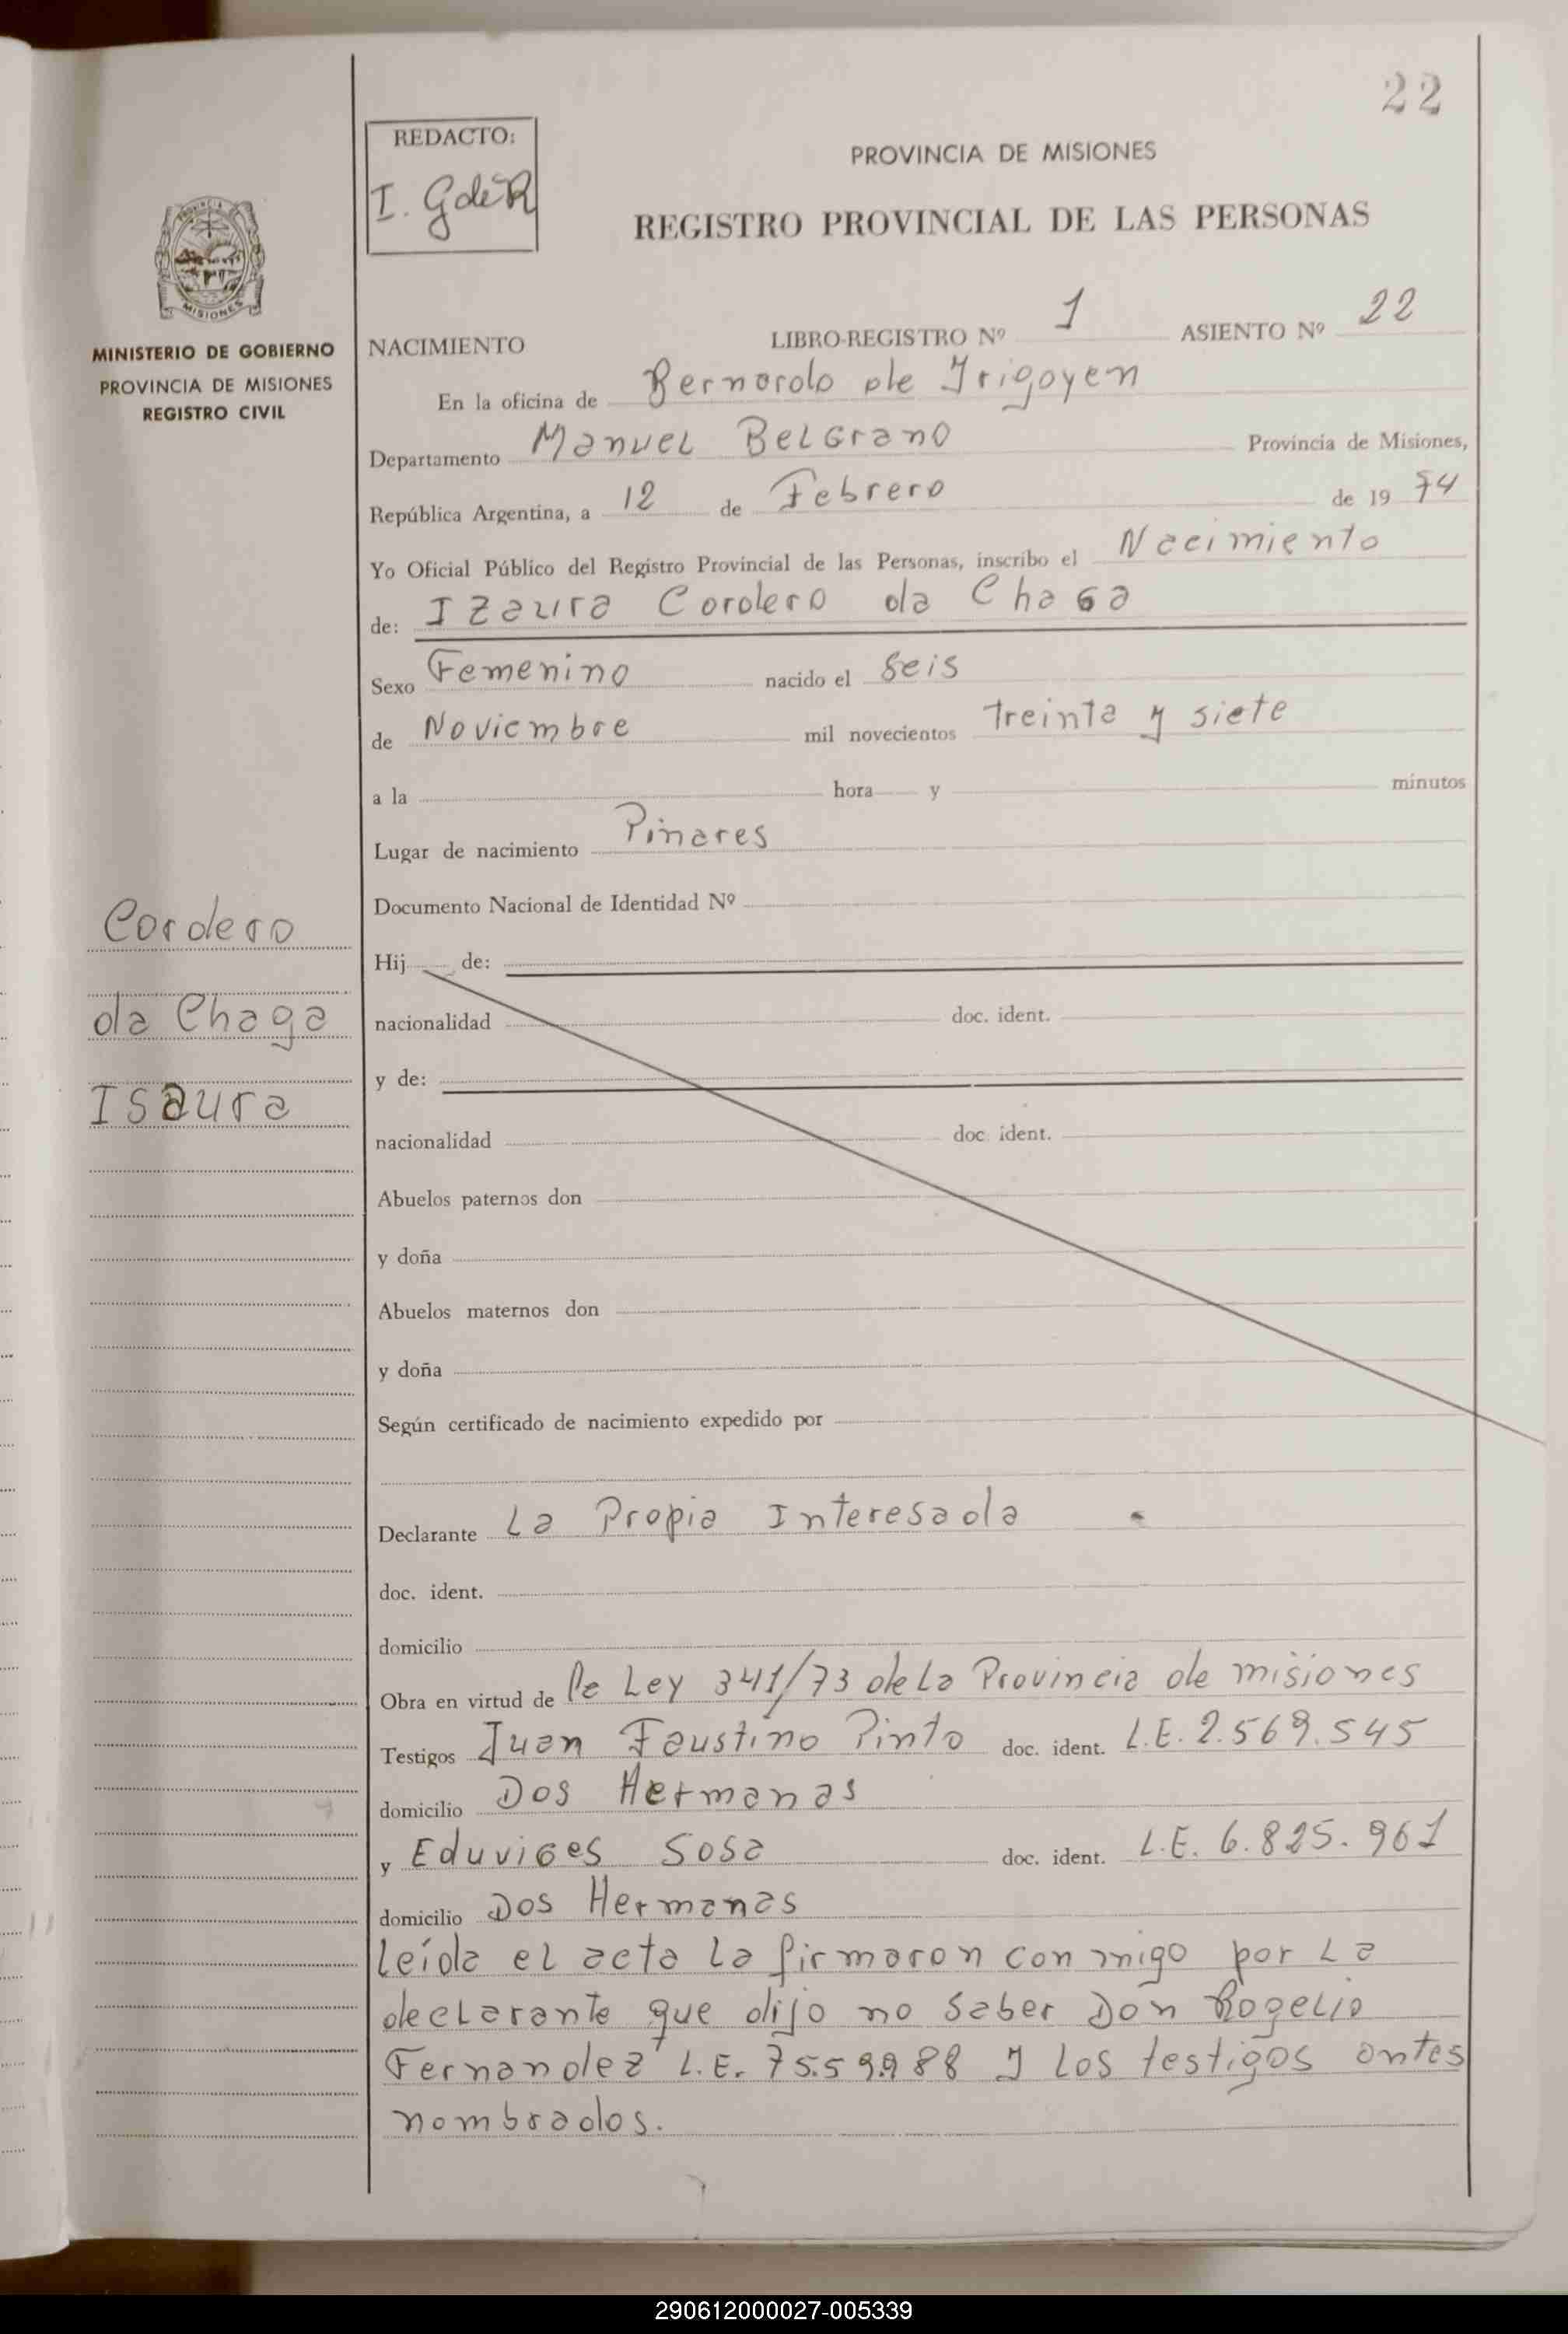 22
REDACTO:
I. GdeR
PROVINCIA DE MISIONES
REGISTRO PROVINCIAL DE LAS PERSONAS
MISIONES
MINISTERIO DE GOBIERNO
PROVINCIA DE MISIONES
REGISTRO CIVIL
NACIMIENTO LIBRO-REGISTRO Nº 1 ASIENTO Nº 22
En la oficina de Bernardo de Irigoyen
Departamento Manuel Belgrano Provincia de Misiones,
República Argentina, a 12 de Febrero de 19 74
Yo Oficial Público del Registro Provincial de las Personas, inscribo el Nacimiento
de: Izaura Cordero da Chaga
Sexo Femenino nacido el Seis
de Noviembre mil novecientos treinta y siete
a la hora y minutos
Lugar de nacimiento Pinares
Documento Nacional de Identidad Nº
Cordero
da Chaga
Isaura
Hij de:
nacionalidad doc. ident.
y de:
nacionalidad doc. ident.
Abuelos paternos don
y doña
Abuelos maternos don
y doña
Según certificado de nacimiento expedido por
Declarante La Propia Interesada
doc. ident.
domicilio
Obra en virtud de Ley 341/73 de La Provincia de misiones
Testigos Juan Faustino Pinto doc. ident. L.E. 2.569.545
domicilio Dos Hermanas
y Eduviges Sosa doc. ident. L.E. 6.825.961
domicilio Dos Hermanas
Leída el acta La firmaron con migo por La
declarante que dijo no Saber Don Rogelio
Fernandez L.E. 7.559.988 y Los testigos antes
nombrados.
290612000027-005339